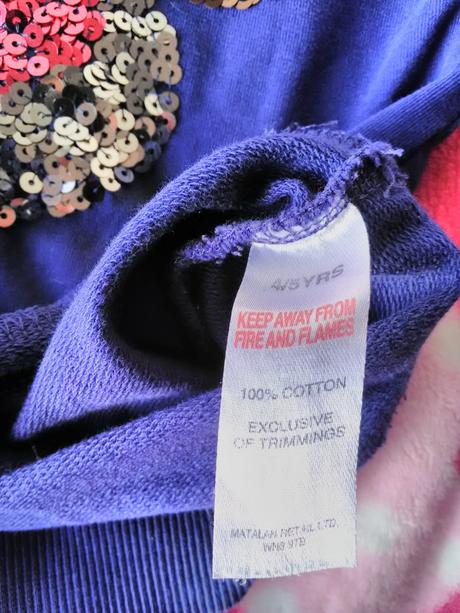 4/5YRS
KEEP AWAY FROM
FIRE AND FLAMES
100% COTTON
EXCLUSIVE
OF TRIMMINGS
MATALAN RETAIL LTD.
WN8 9TB